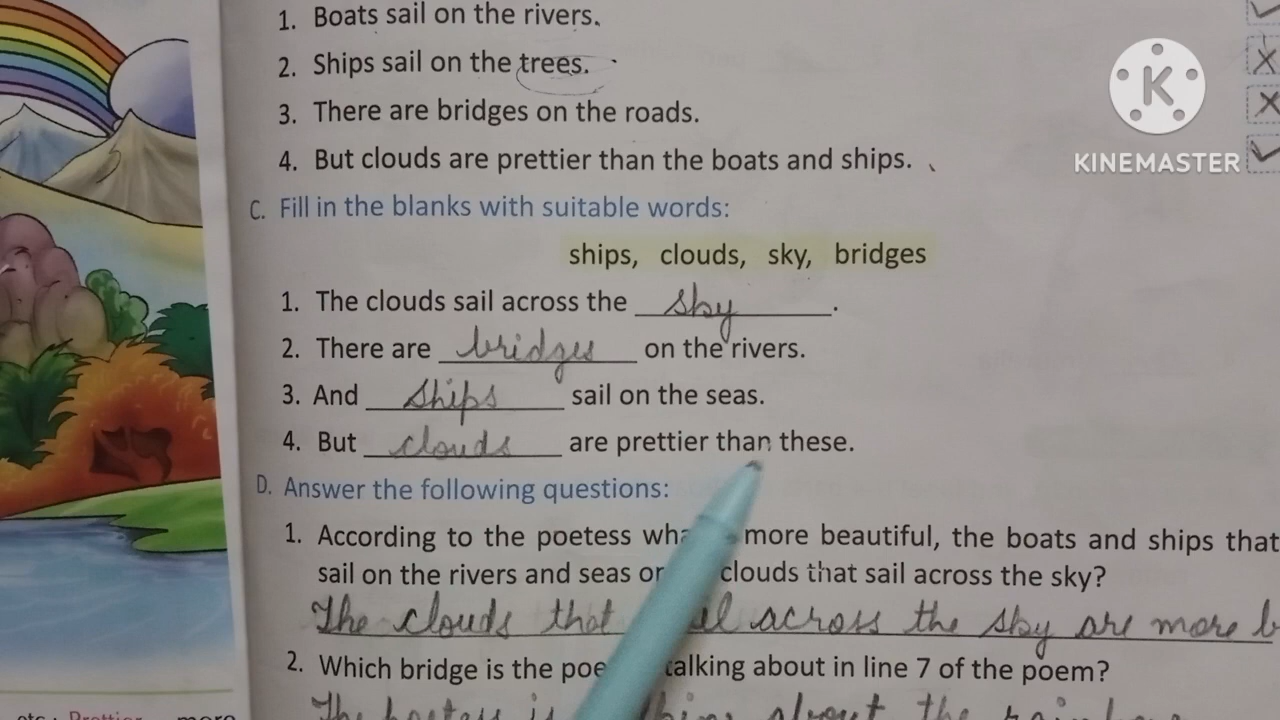 1. Boats sail on the rivers.
2. Ships sail on the trees.
3. There are bridges on the roads.
4. But clouds are prettier than the boats and ships.
K
KINEMASTER
C. Fill in the blanks with suitable words:
ships, clouds, sky, bridges
1. The clouds sail across the sky.
2. There are bridges on the rivers.
3. And ships sail on the seas.
4. But clouds are prettier than these.
D. Answer the following questions:
1. According to the poetess more beautiful, the boats and ships that
sail on the rivers and seas or clouds that sail across the sky?
The clouds that across the sky are more
2. Which bridge is the talking about in line 7 of the poem?
The poetess is about the